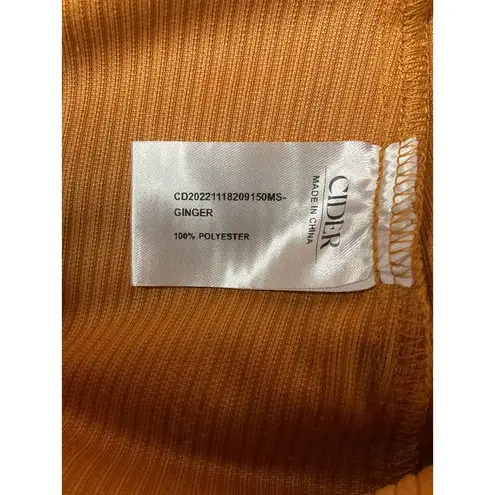 CIDER
MADE IN CHINA
CD20221118209150MS-
GINGER
100% POLYESTER